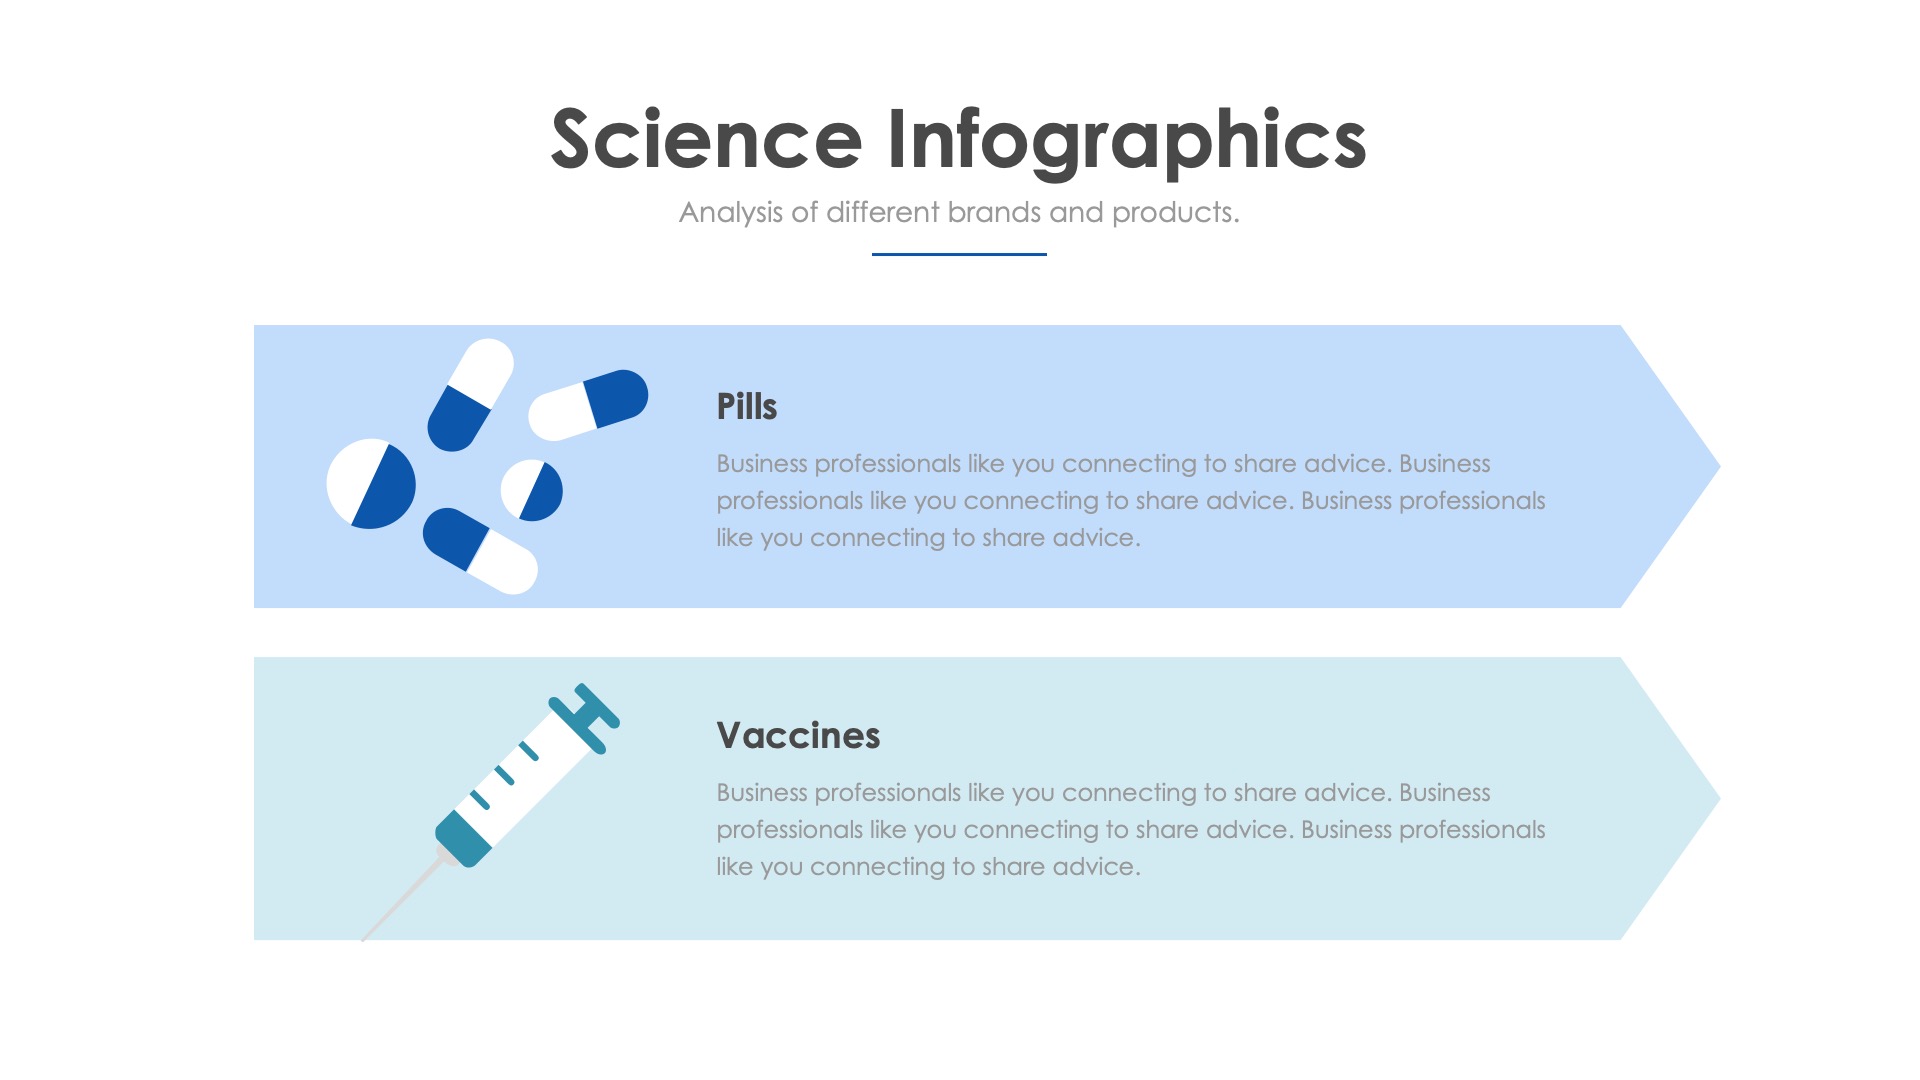 Science Infographics
Analysis of different brands and products.
Pills
Business professionals like you connecting to share advice. Business
professionals like you connecting to share advice. Business professionals
like you connecting to share advice.
Vaccines
Business professionals like you connecting to share advice. Business
professionals like you connecting to share advice. Business professionals
like you connecting to share advice.